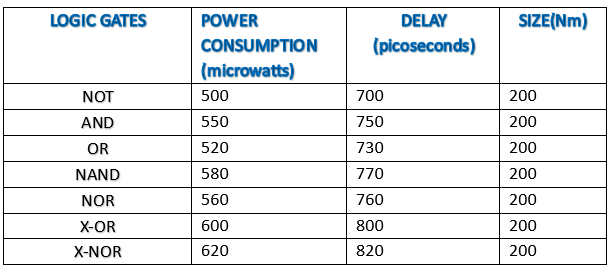 LOGIC GATES POWER CONSUMPTION (microwatts) DELAY (picoseconds) SIZE(Nm)
NOT 500 700 200
AND 550 750 200
OR 520 730 200
NAND 580 770 200
NOR 560 760 200
X-OR 600 800 200
X-NOR 620 820 200